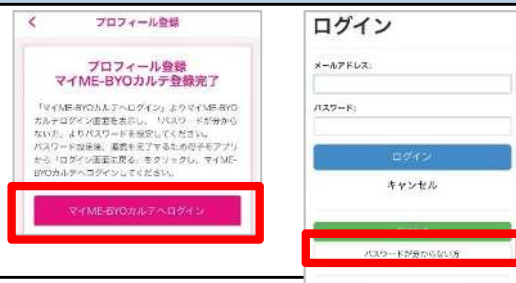 プロフィール登録
プロフィール登録
マイME-BYOカルテ登録完了
「マイME-BYOカルテへログイン」よりマイME-BYO
カルテログイン画面を表示し、「パスワードが分から
ない方」よりパスワードを設定してください。
パスワード設定後、連携を完了するため母子モアプリ
から「ログイン画面に戻る」をクリックし、マイME-
BYOカルテへログインしてください。
マイME-BYOカルテへログイン
ログイン
メールアドレス:
パスワード:
ログイン
キャンセル
パスワードが分からない方